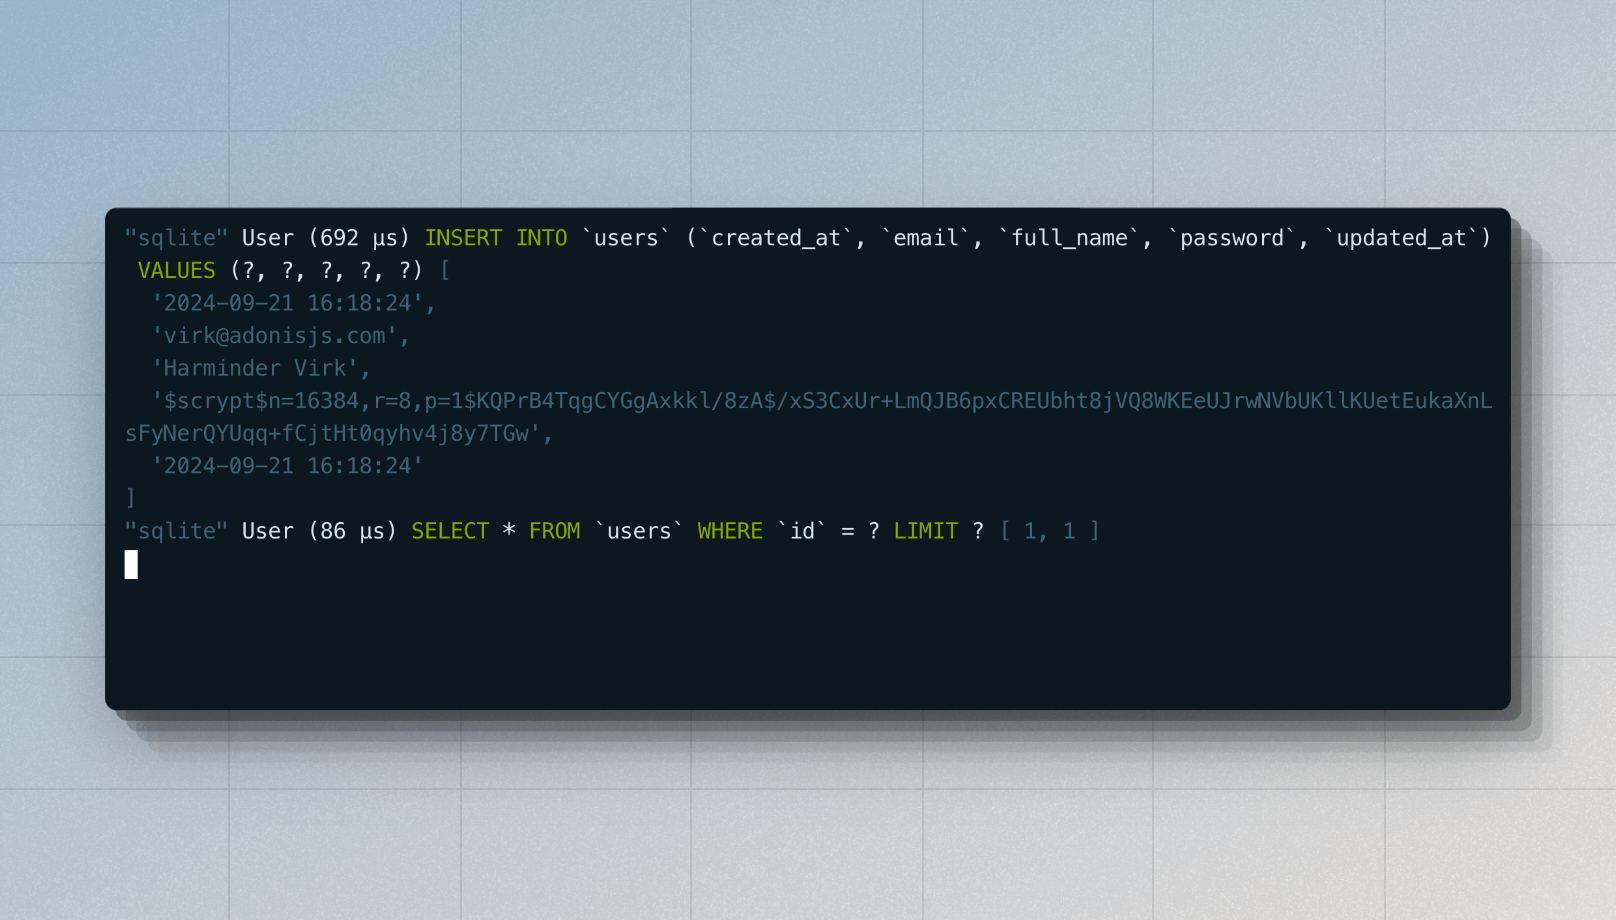 "sqlite" User (692 μs) INSERT INTO `users` (`created_at`, `email`, `full_name`, `password`, `updated_at`)
VALUES (?, ?, ?, ?, ?) [
'2024-09-21 16:18:24',
'virk@adonisjs.com',
'Harminder Virk',
'$scrypt$n=16384,r=8,p=1$KQPrB4TqgCYGgAxkkl/8zA$/xS3CxUr+LmQJB6pxCREUbht8jVQ8WKEeUJrwNVbUKllKUetEukaXnL
sFyNerQYUqq+fCjtHt0qyhv4j8y7TGw',
'2024-09-21 16:18:24'
]
"sqlite" User (86 μs) SELECT * FROM `users` WHERE `id` = ? LIMIT ? [ 1, 1 ]